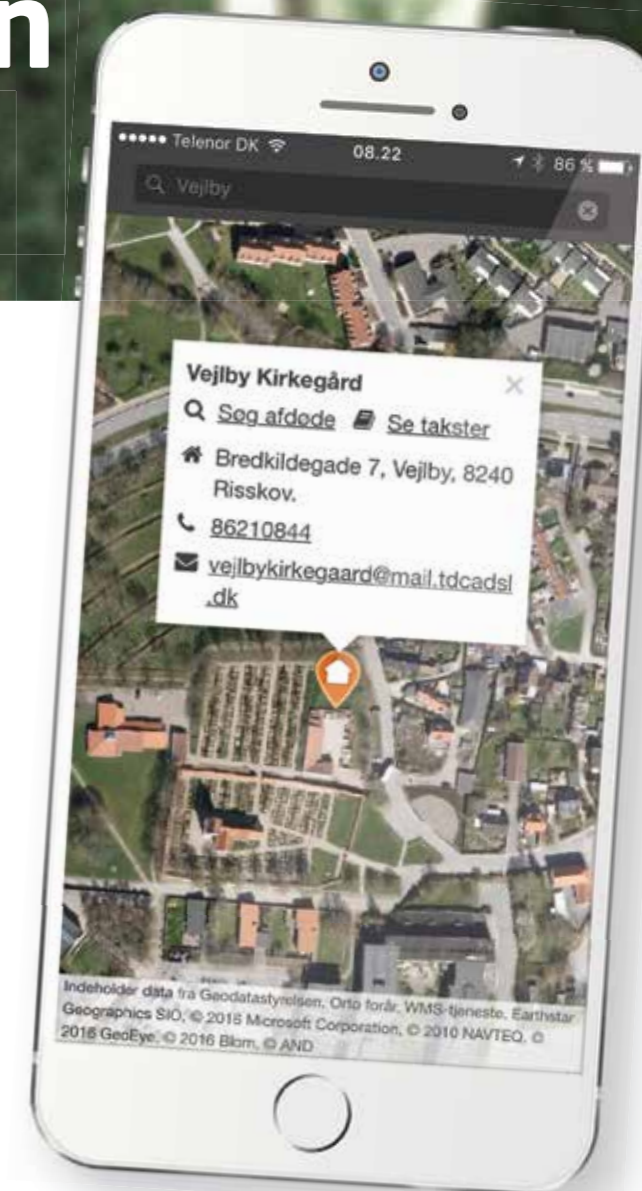 n
Telenor DK
08.22
86 %
Vejlby
Vejlby Kirkegård
Søg afdøde Se takster
Bredkildegade 7, Vejlby, 8240
Risskov.
86210844
vejlbykirkegaard@mail.tdcadsl
.dk
Indeholder data fra Geodatastyrelsen, Orto forår, WMS-tjeneste, Earthstar
Geographics SIO, © 2016 Microsoft Corporation, © 2010 NAVTEQ, ©
2016 GeoEye, © 2016 Blom, © AND